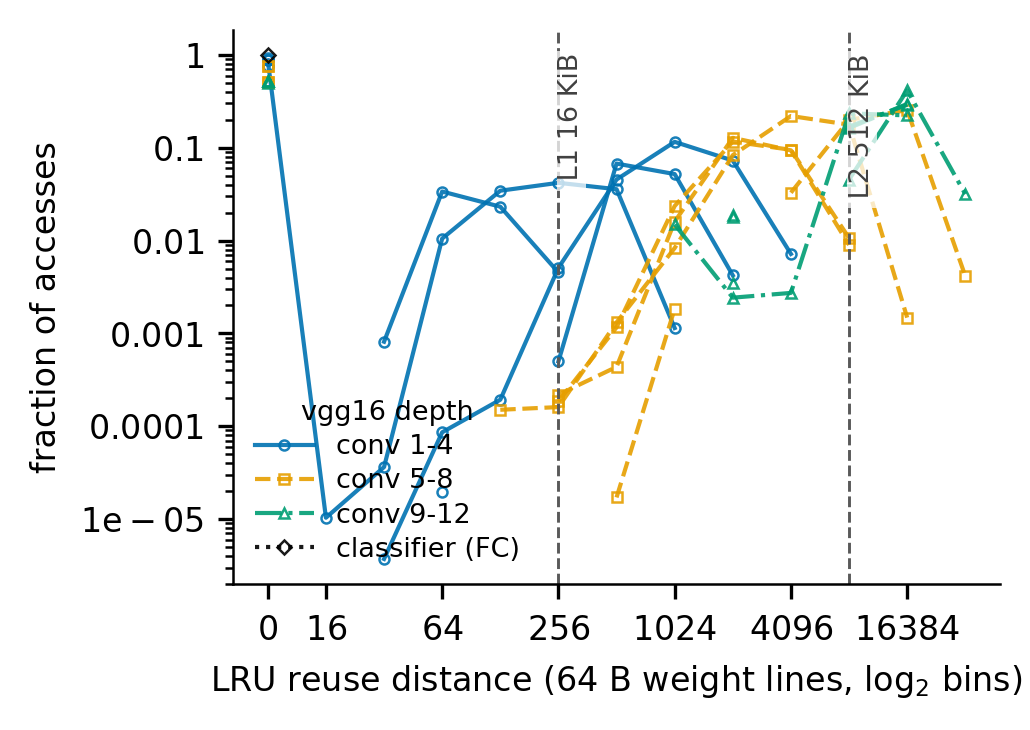 fraction of accesses
1
0.1
0.01
0.001
0.0001
1e−05
L1 16 KiB
L2 512 KiB
vgg16 depth
conv 1-4
conv 5-8
conv 9-12
classifier (FC)
0 16 64 256 1024 4096 16384
LRU reuse distance (64 B weight lines, log₂ bins)